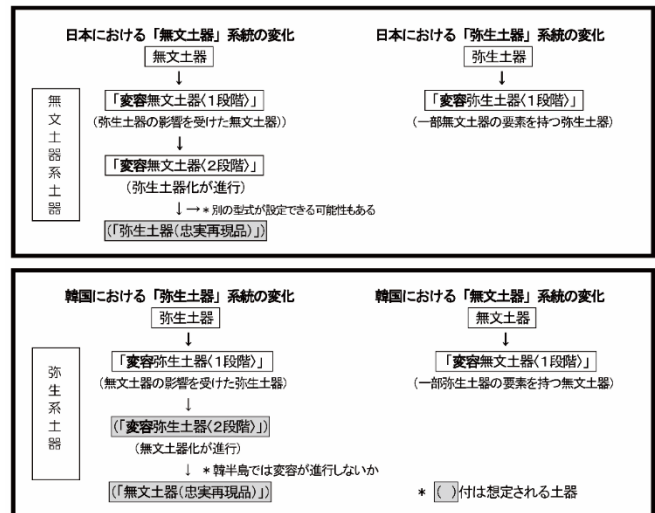 日本における「無文土器」系統の変化
無文土器
↓
「変容無文土器〈1段階〉」
(弥生土器の影響を受けた無文土器))
↓
「変容無文土器〈2段階〉」
(弥生土器化が進行)
↓ →＊別の型式が設定できる可能性もある
(「弥生土器(忠実再現品)」)
無文土器系土器
日本における「弥生土器」系統の変化
弥生土器
↓
「変容弥生土器〈1段階〉」
(一部無文土器の要素を持つ弥生土器)
韓国における「弥生土器」系統の変化
弥生土器
↓
「変容弥生土器〈1段階〉」
(無文土器の影響を受けた弥生土器)
↓
(「変容弥生土器〈2段階〉」)
(無文土器化が進行)
↓ ＊韓半島では変容が進行しないか
(「無文土器(忠実再現品)」)
弥生系土器
韓国における「無文土器」系統の変化
無文土器
↓
「変容無文土器〈1段階〉」
(一部弥生土器の要素を持つ無文土器)
＊ ( )付は想定される土器